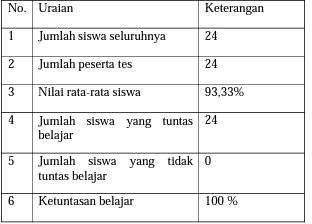 No. Uraian Keterangan
1 Jumlah siswa seluruhnya 24
2 Jumlah peserta tes 24
3 Nilai rata-rata siswa 93,33%
4 Jumlah siswa yang tuntas 24
belajar
5 Jumlah siswa yang tidak 0
tuntas belajar
6 Ketuntasan belajar 100 %